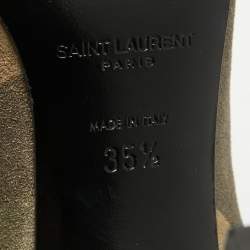 SAINT LAURENT
PARIS
MADE IN ITALY
35½